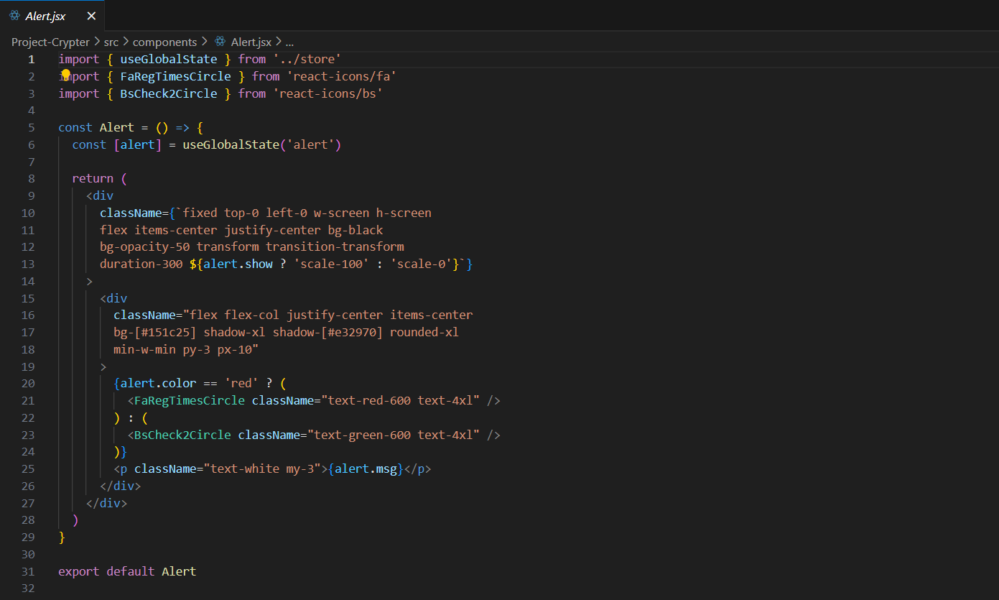 Alert.jsx
Project-Crypter > src > components > Alert.jsx > ...
1 import { useGlobalState } from '../store'
2 import { FaRegTimesCircle } from 'react-icons/fa'
3 import { BsCheck2Circle } from 'react-icons/bs'
4
5 const Alert = () => {
6   const [alert] = useGlobalState('alert')
7
8   return (
9     <div
10       className={`fixed top-0 left-0 w-screen h-screen
11       flex items-center justify-center bg-black
12       bg-opacity-50 transform transition-transform
13       duration-300 ${alert.show ? 'scale-100' : 'scale-0'}`}
14     >
15       <div
16         className="flex flex-col justify-center items-center
17         bg-[#151c25] shadow-xl shadow-[#e32970] rounded-xl
18         min-w-min py-3 px-10"
19       >
20         {alert.color == 'red' ? (
21           <FaRegTimesCircle className="text-red-600 text-4xl" />
22         ) : (
23           <BsCheck2Circle className="text-green-600 text-4xl" />
24         )}
25         <p className="text-white my-3">{alert.msg}</p>
26       </div>
27     </div>
28   )
29 }
30
31 export default Alert
32